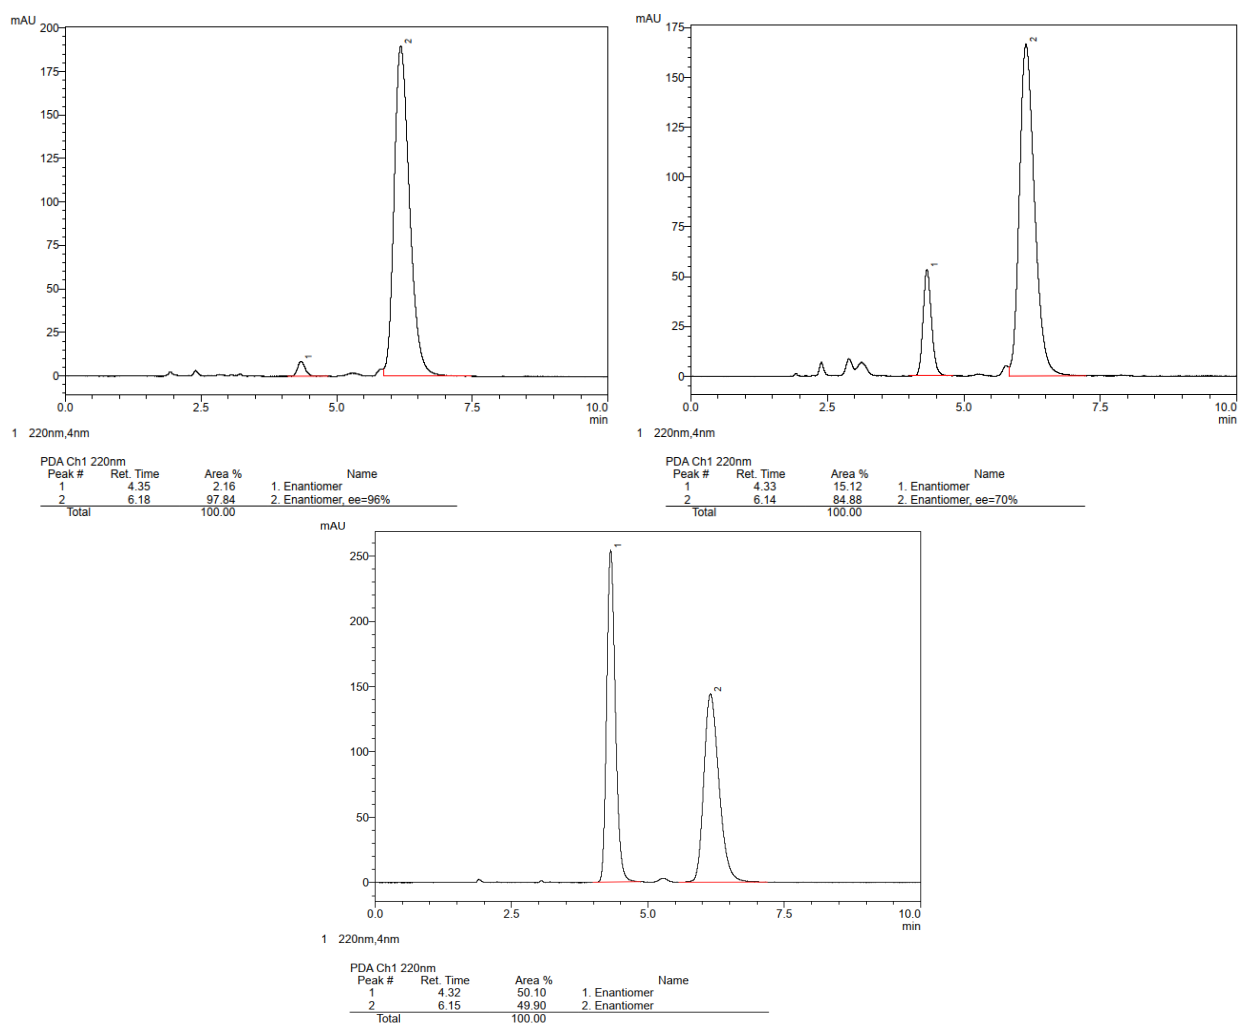 mAU
200
175
150
125
100
75
50
25
0
1
2
0.0 2.5 5.0 7.5 10.0
min
1 220nm,4nm
PDA Ch1 220nm
Peak # Ret. Time Area % Name
1 4.35 2.16 1. Enantiomer
2 6.18 97.84 2. Enantiomer, ee=96%
Total 100.00
mAU
175
150
125
100
75
50
25
0
1
2
0.0 2.5 5.0 7.5 10.0
min
1 220nm,4nm
PDA Ch1 220nm
Peak # Ret. Time Area % Name
1 4.33 15.12 1. Enantiomer
2 6.14 84.88 2. Enantiomer, ee=70%
Total 100.00
mAU
250
200
150
100
50
0
1
2
0.0 2.5 5.0 7.5 10.0
min
1 220nm,4nm
PDA Ch1 220nm
Peak # Ret. Time Area % Name
1 4.32 50.10 1. Enantiomer
2 6.15 49.90 2. Enantiomer
Total 100.00